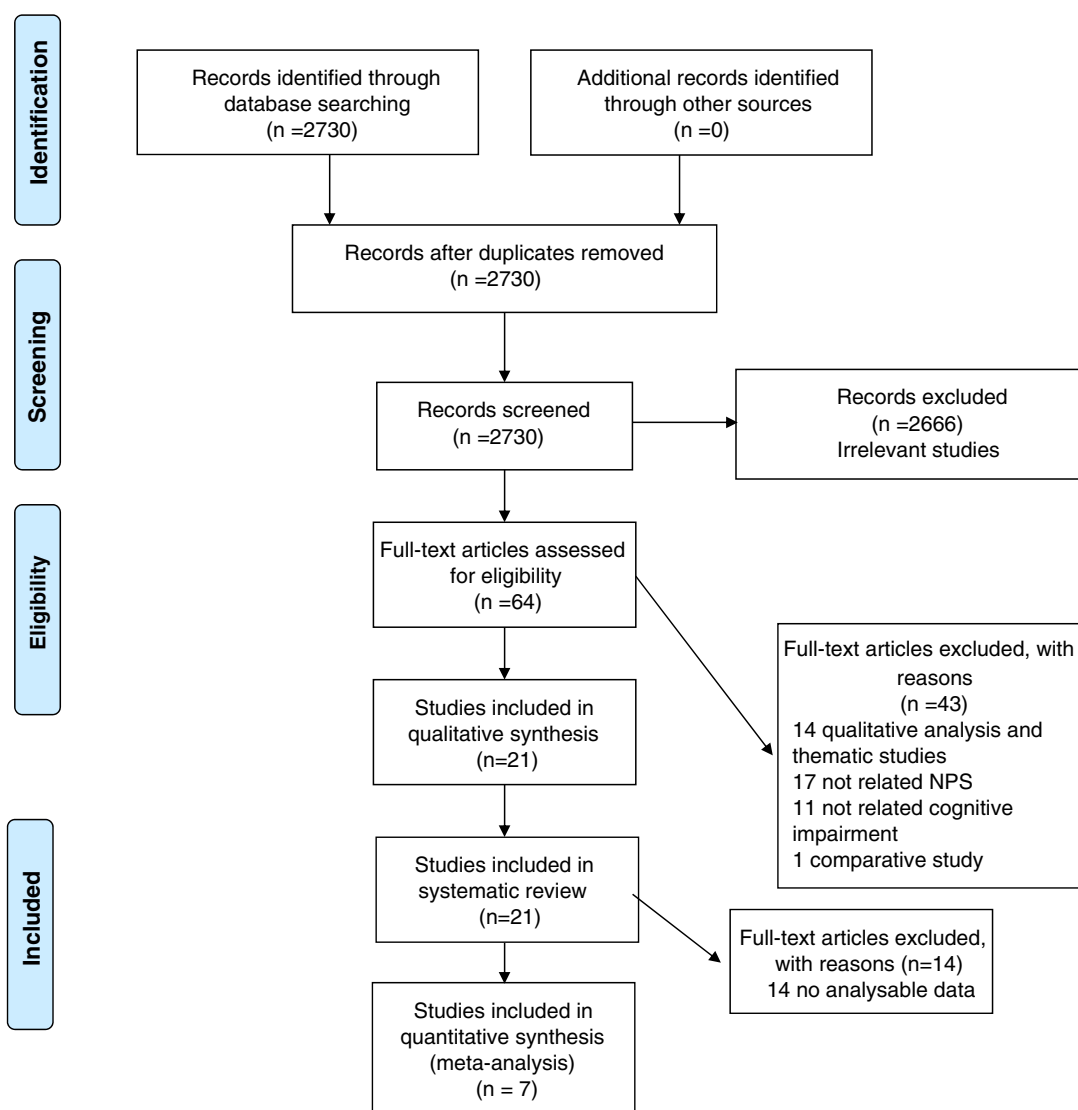 Identification
Records identified through
database searching
(n =2730)
Additional records identified
through other sources
(n =0)
Records after duplicates removed
(n =2730)
Screening
Records screened
(n =2730)
Records excluded
(n =2666)
Irrelevant studies
Eligibility
Full-text articles assessed
for eligibility
(n =64)
Full-text articles excluded, with
reasons
(n =43)
14 qualitative analysis and
thematic studies
17 not related NPS
11 not related cognitive
impairment
1 comparative study
Studies included in
qualitative synthesis
(n=21)
Included
Studies included in
systematic review
(n=21)
Full-text articles excluded,
with reasons (n=14)
14 no analysable data
Studies included in
quantitative synthesis
(meta-analysis)
(n = 7)